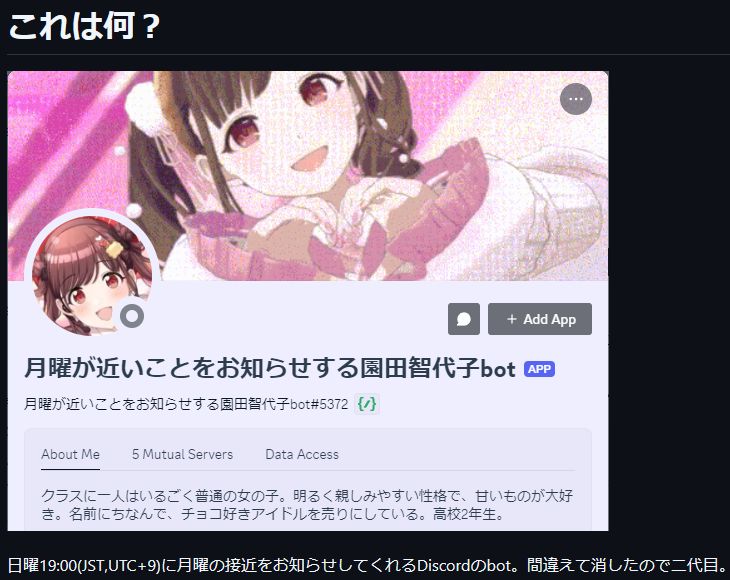 これは何？
＋ Add App
月曜が近いことをお知らせする園田智代子bot APP
月曜が近いことをお知らせする園田智代子bot#5372
About Me 5 Mutual Servers Data Access
クラスに一人はいるごく普通の女の子。明るく親しみやすい性格で、甘いものが大好
き。名前にちなんで、チョコ好きアイドルを売りにしている。高校2年生。
日曜19:00(JST,UTC+9)に月曜の接近をお知らせしてくれるDiscordのbot。間違えて消したので二代目。